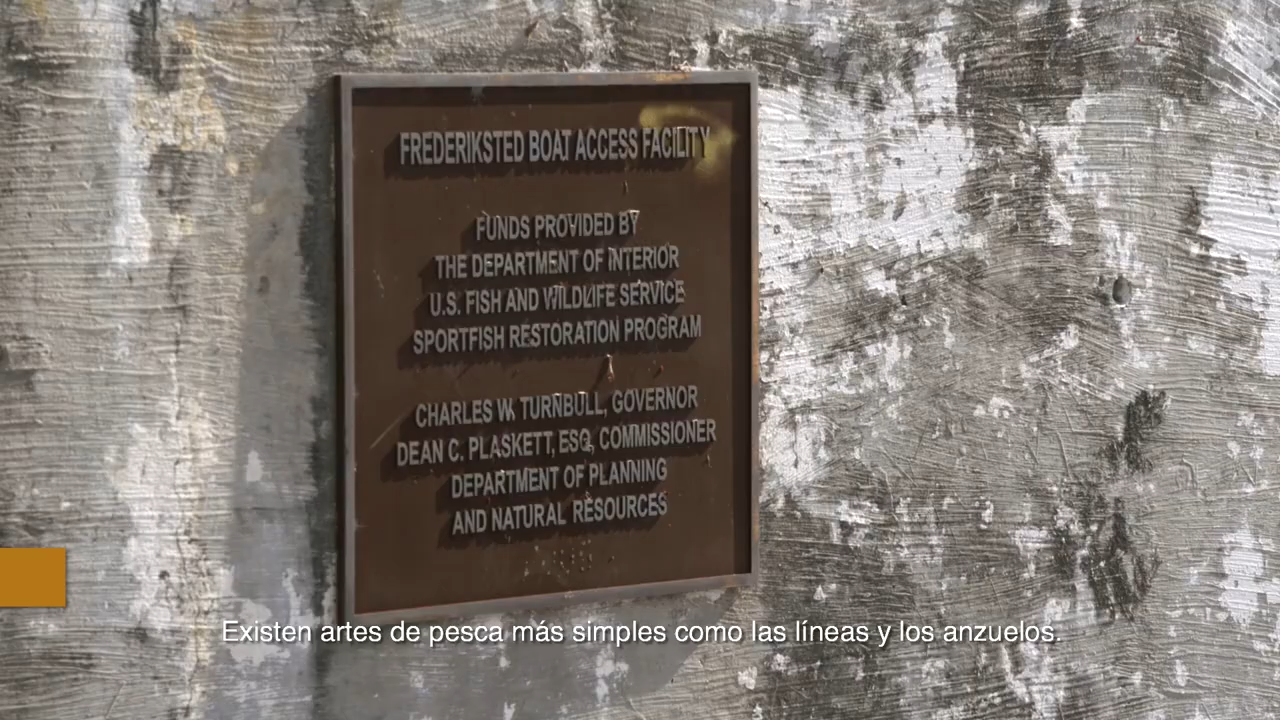 FREDERIKSTED BOAT ACCESS FACILITY
FUNDS PROVIDED BY
THE DEPARTMENT OF INTERIOR
U.S. FISH AND WILDLIFE SERVICE
SPORTFISH RESTORATION PROGRAM
CHARLES W. TURNBULL, GOVERNOR
DEAN C. PLASKETT, ESQ, COMMISSIONER
DEPARTMENT OF PLANNING
AND NATURAL RESOURCES
Existen artes de pesca más simples como las líneas y los anzuelos.